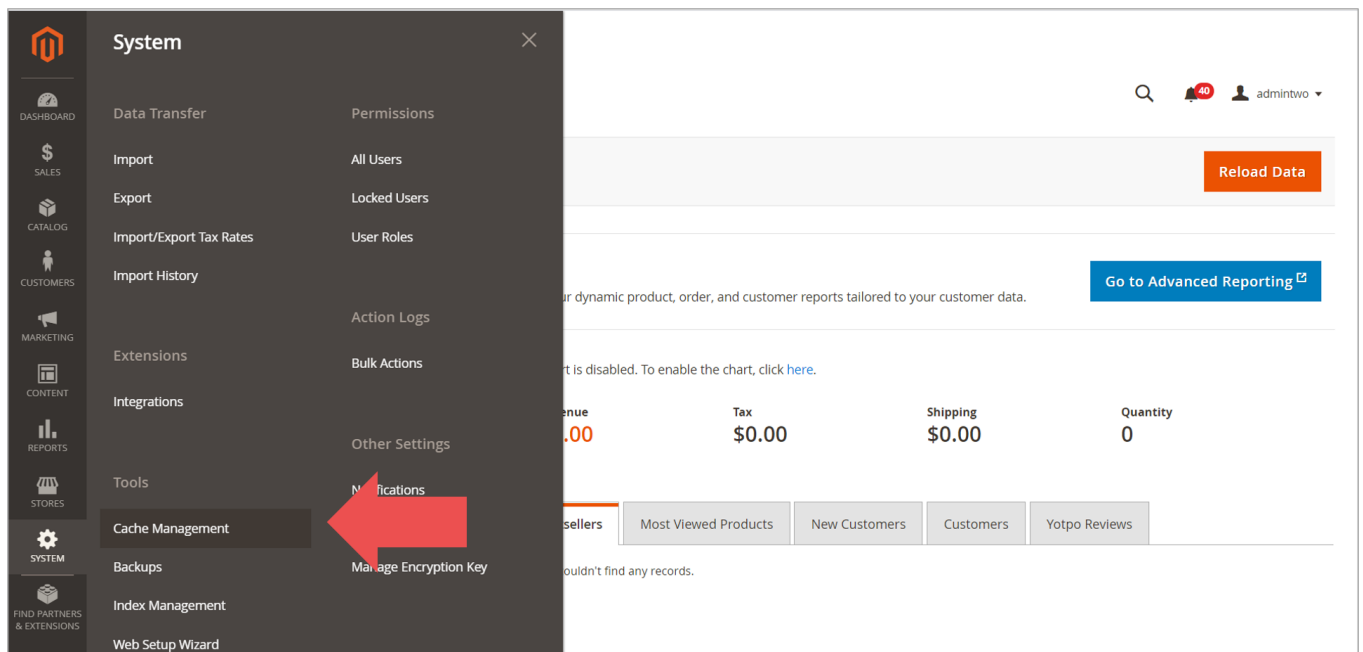 System
DASHBOARD
SALES
CATALOG
CUSTOMERS
MARKETING
CONTENT
REPORTS
STORES
SYSTEM
FIND PARTNERS
& EXTENSIONS
Data Transfer
Import
Export
Import/Export Tax Rates
Import History
Extensions
Integrations
Tools
Cache Management
Backups
Index Management
Web Setup Wizard
Permissions
All Users
Locked Users
User Roles
Action Logs
Bulk Actions
Other Settings
Notifications
Manage Encryption Key
40
admintwo
Reload Data
ur dynamic product, order, and customer reports tailored to your customer data.
Go to Advanced Reporting
rt is disabled. To enable the chart, click here.
enue
Tax
Shipping
Quantity
.00
$0.00
$0.00
0
sellers
Most Viewed Products
New Customers
Customers
Yotpo Reviews
ouldn't find any records.